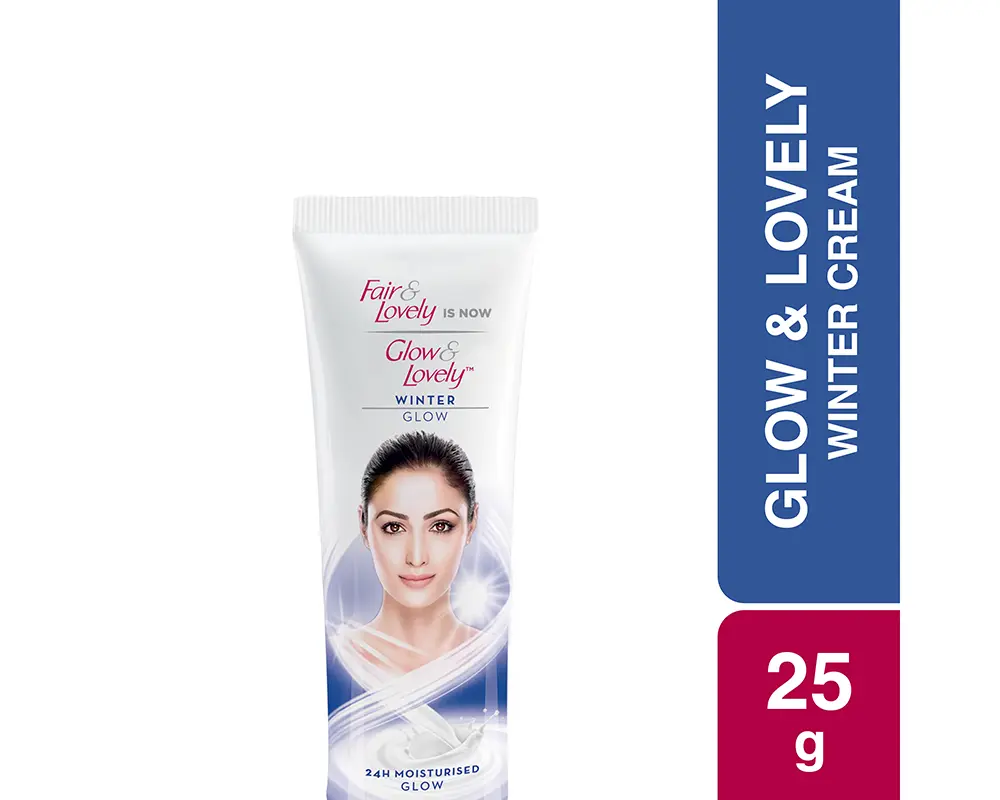 Fair &
Lovely IS NOW
Glow &
Lovely™
WINTER
GLOW
24H MOISTURISED
GLOW
GLOW & LOVELY
WINTER CREAM
25
g